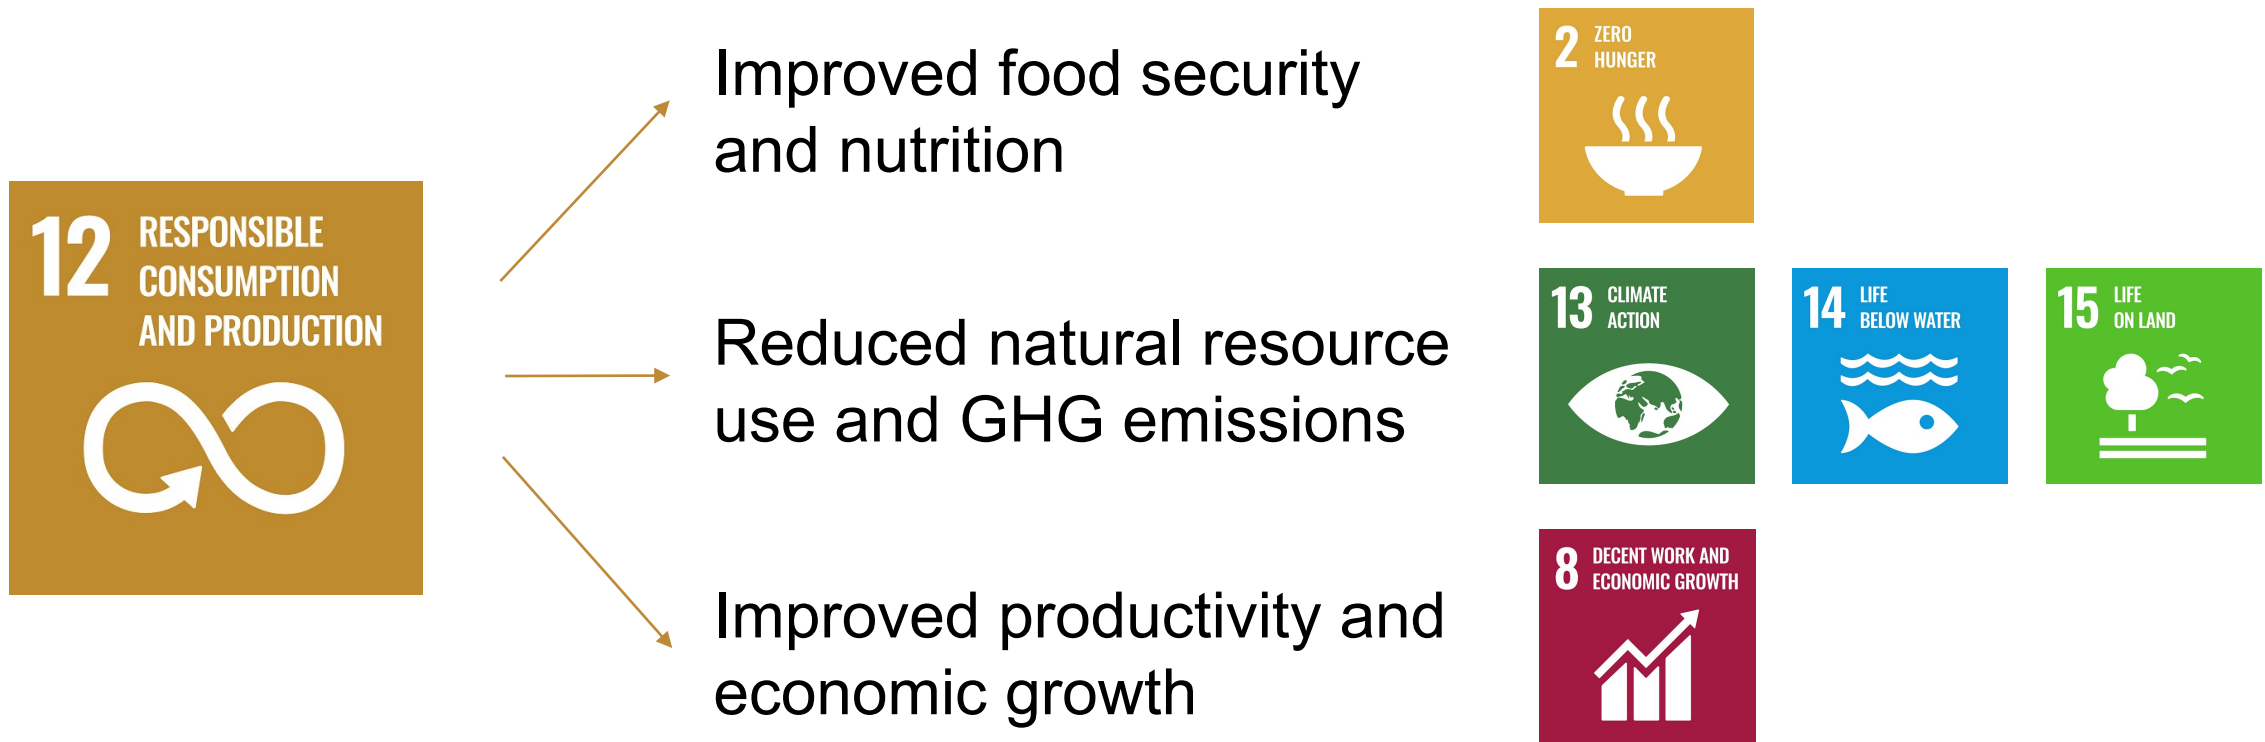 12 RESPONSIBLE
CONSUMPTION
AND PRODUCTION
Improved food security
and nutrition
2 ZERO
HUNGER
Reduced natural resource
use and GHG emissions
13 CLIMATE
ACTION
14 LIFE
BELOW WATER
15 LIFE
ON LAND
Improved productivity and
economic growth
8 DECENT WORK AND
ECONOMIC GROWTH